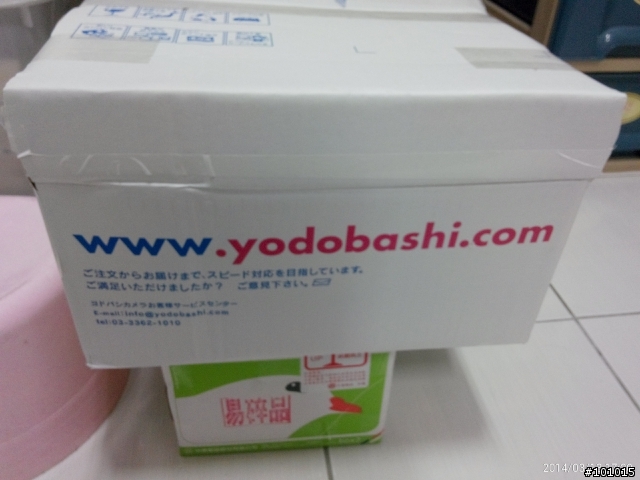 www.yodobashi.com
ご注文からお届けまで、スピード対応を目指しています。
ご満足いただけましたか？ ご意見下さい。
ヨドバシカメラお客様サービスセンター
E-mail:info@yodobashi.com
tel:03-3362-1010
易裝品
2014/03
#101015